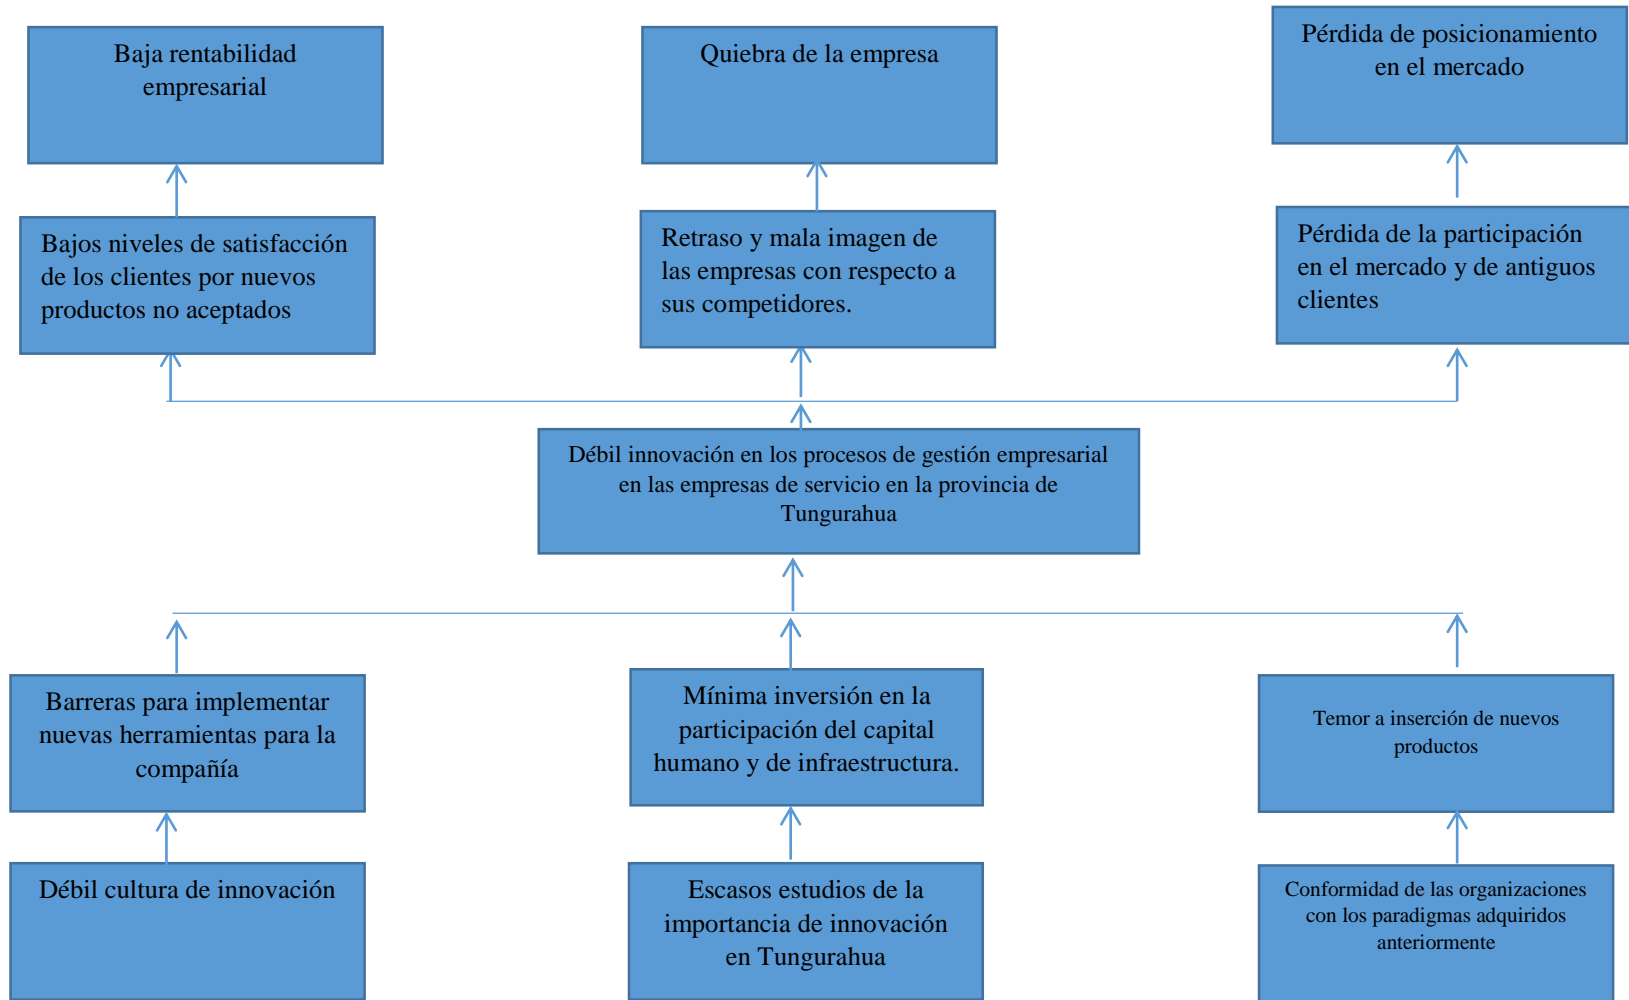 Baja rentabilidad
empresarial
Quiebra de la empresa
Pérdida de posicionamiento
en el mercado
Bajos niveles de satisfacción
de los clientes por nuevos
productos no aceptados
Retraso y mala imagen de
las empresas con respecto a
sus competidores.
Pérdida de la participación
en el mercado y de antiguos
clientes
Débil innovación en los procesos de gestión empresarial
en las empresas de servicio en la provincia de
Tungurahua
Barreras para implementar
nuevas herramientas para la
compañía
Mínima inversión en la
participación del capital
humano y de infraestructura.
Temor a inserción de nuevos
productos
Débil cultura de innovación
Escasos estudios de la
importancia de innovación
en Tungurahua
Conformidad de las organizaciones
con los paradigmas adquiridos
anteriormente